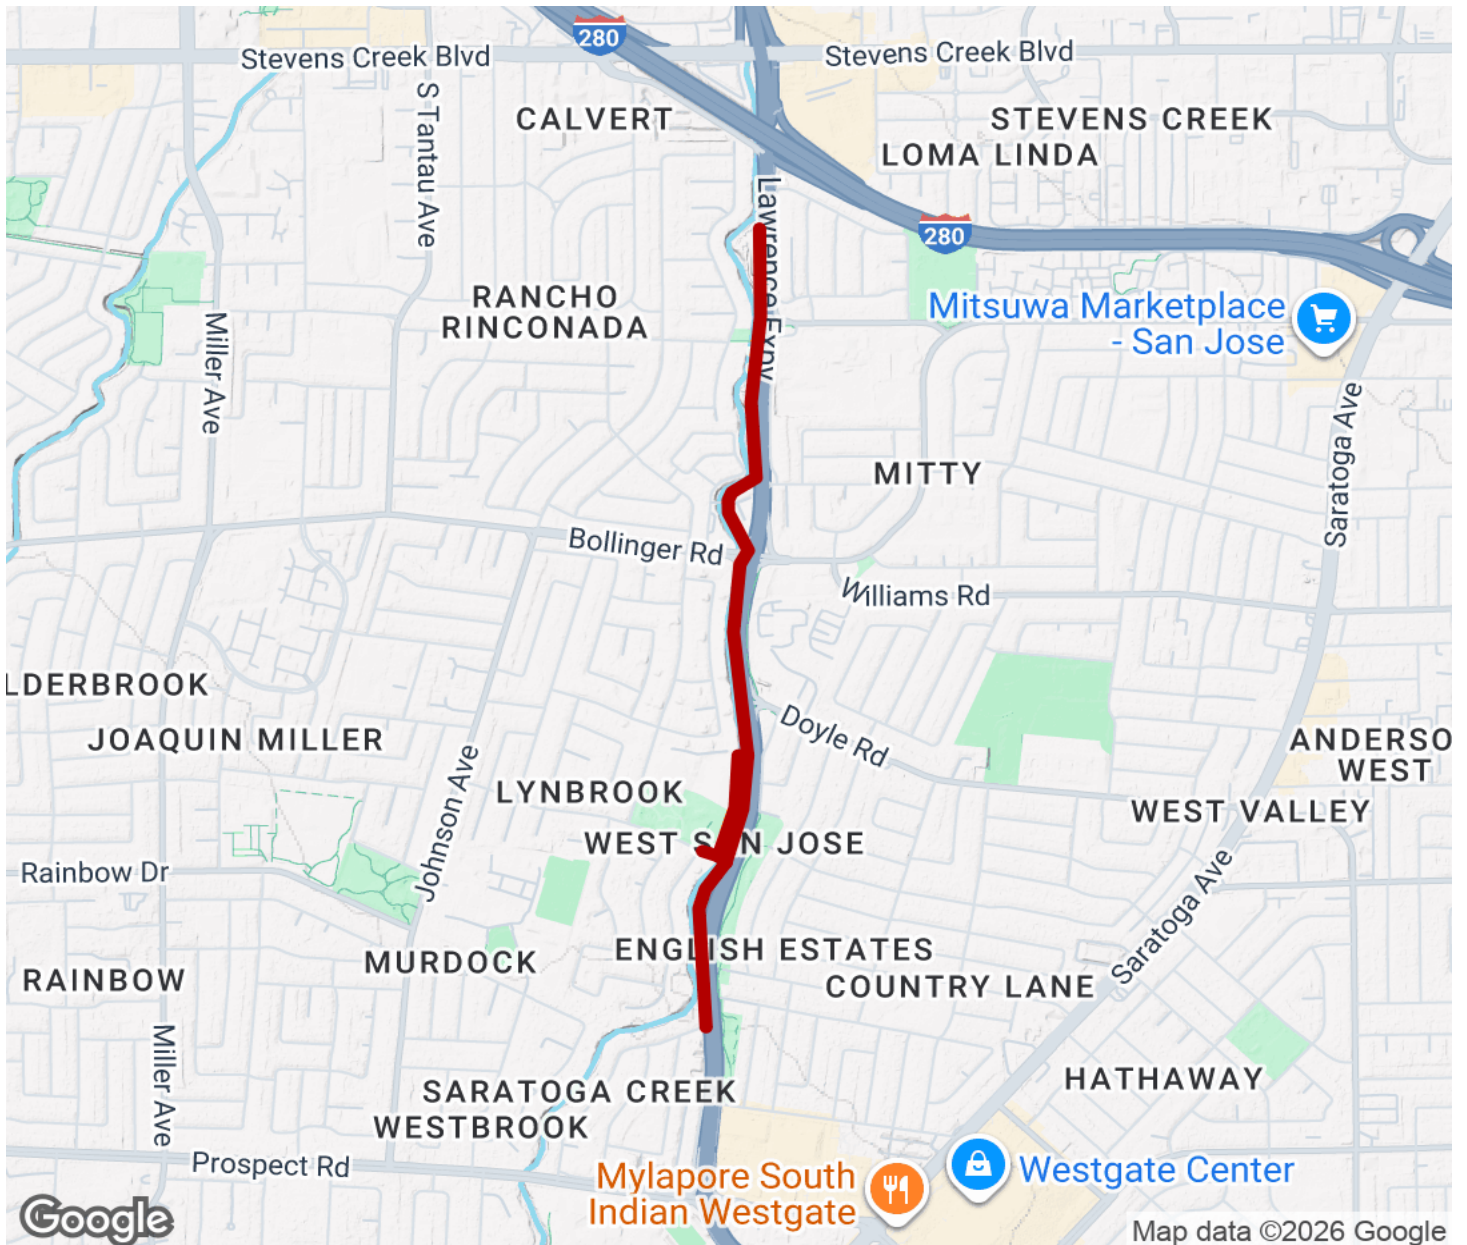 280
Stevens Creek Blvd
Stevens Creek Blvd
S Tantau Ave
CALVERT
STEVENS CREEK
LOMA LINDA
Lawrence Expy
280
RANCHO
RINCONADA
Miller Ave
Mitsuwa Marketplace
- San Jose
Saratoga Ave
MITTY
Bollinger Rd
Williams Rd
LDERBROOK
JOAQUIN MILLER
Doyle Rd
ANDERSO
WEST
Johnson Ave
LYNBROOK
WEST VALLEY
WEST S N JOSE
Rainbow Dr
Saratoga Ave
ENGLISH ESTATES
MURDOCK
RAINBOW
COUNTRY LANE
Miller Ave
HATHAWAY
SARATOGA CREEK
WESTBROOK
Prospect Rd
Mylapore South
Indian Westgate
Westgate Center
Google
Map data ©2026 Google